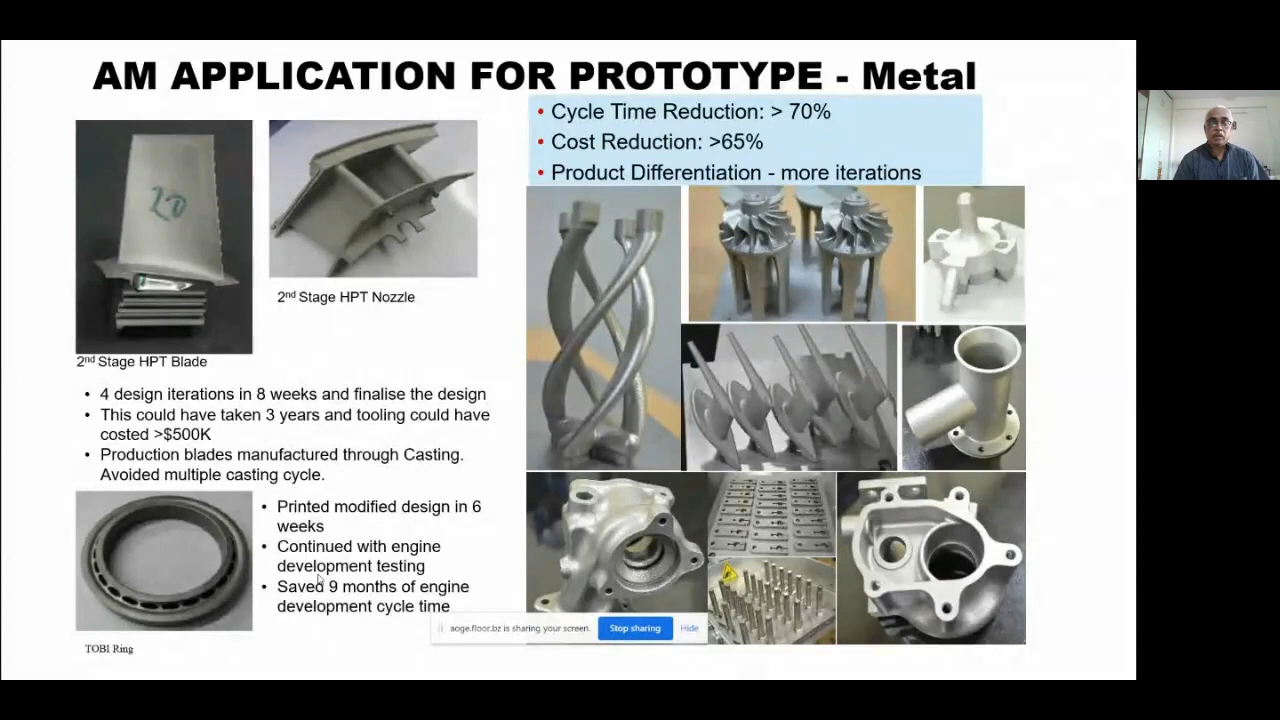 AM APPLICATION FOR PROTOTYPE - Metal
• Cycle Time Reduction: > 70%
• Cost Reduction: >65%
• Product Differentiation - more iterations
20
2nd Stage HPT Nozzle
2nd Stage HPT Blade
• 4 design iterations in 8 weeks and finalise the design
• This could have taken 3 years and tooling could have
costed >$500K
• Production blades manufactured through Casting.
Avoided multiple casting cycle.
• Printed modified design in 6
weeks
• Continued with engine
development testing
• Saved 9 months of engine
development cycle time
TOBI Ring
aoge.floor.bz is sharing your screen.
Stop sharing
Hide